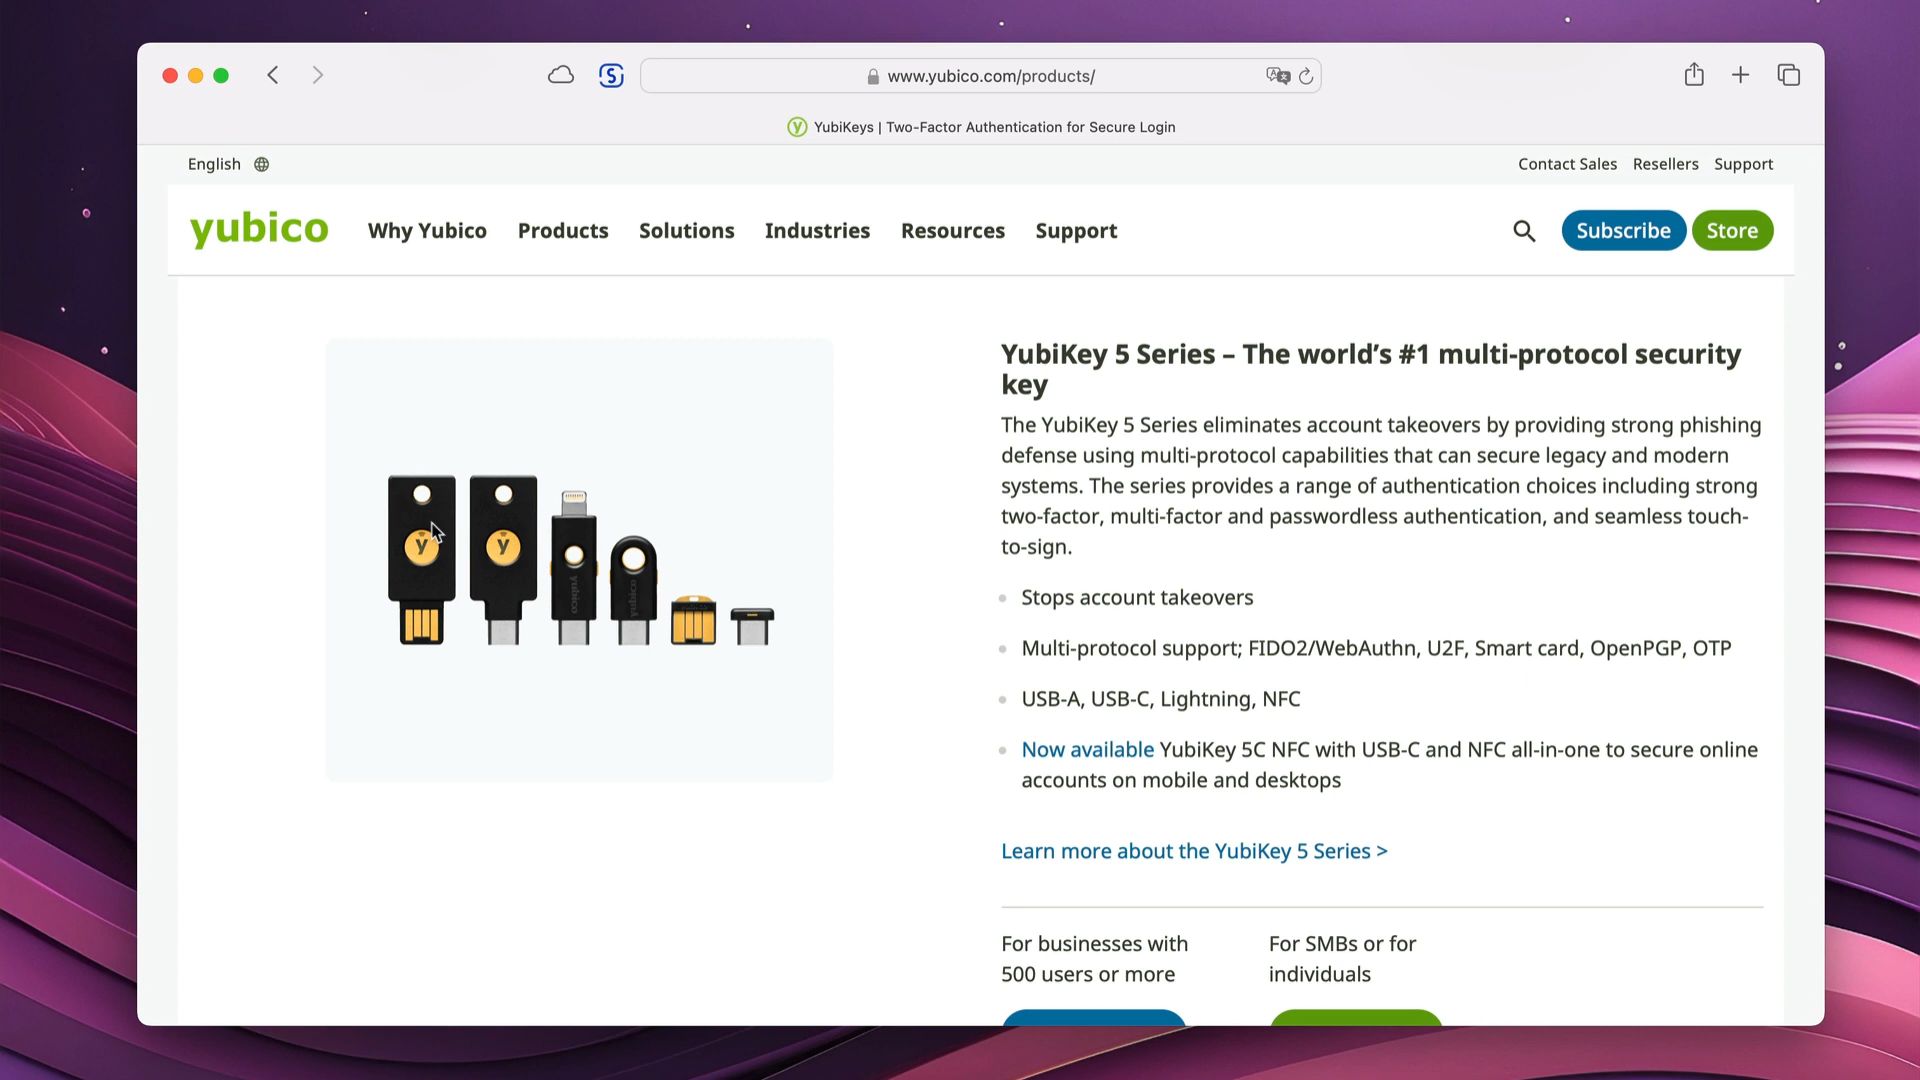 www.yubico.com/products/
YubiKeys | Two-Factor Authentication for Secure Login
English
Contact Sales Resellers Support
yubico Why Yubico Products Solutions Industries Resources Support Subscribe Store
YubiKey 5 Series – The world’s #1 multi-protocol security
key
The YubiKey 5 Series eliminates account takeovers by providing strong phishing
defense using multi-protocol capabilities that can secure legacy and modern
systems. The series provides a range of authentication choices including strong
two-factor, multi-factor and passwordless authentication, and seamless touch-
to-sign.
Stops account takeovers
Multi-protocol support; FIDO2/WebAuthn, U2F, Smart card, OpenPGP, OTP
USB-A, USB-C, Lightning, NFC
Now available YubiKey 5C NFC with USB-C and NFC all-in-one to secure online
accounts on mobile and desktops
Learn more about the YubiKey 5 Series >
For businesses with
500 users or more
For SMBs or for
individuals
y
y
yubico
yubico